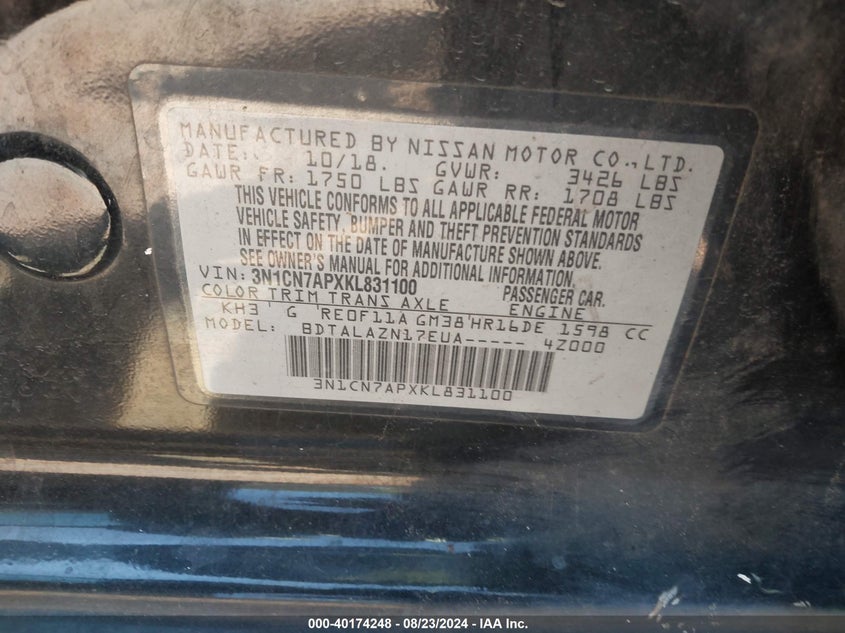 MANUFACTURED BY NISSAN MOTOR CO., LTD.
DATE: 10/18. GVWR: 3426 LBS
GAWR FR: 1750 LBS GAWR RR: 1708 LBS
THIS VEHICLE CONFORMS TO ALL APPLICABLE FEDERAL MOTOR
VEHICLE SAFETY, BUMPER AND THEFT PREVENTION STANDARDS
IN EFFECT ON THE DATE OF MANUFACTURE SHOWN ABOVE.
SEE OWNER'S MANUAL FOR ADDITIONAL INFORMATION.
VIN: 3N1CN7APXKL831100 PASSENGER CAR.
COLOR TRIM TRANS AXLE ENGINE
KH3 G RE0F11A GM38 HR16DE 1598 CC
MODEL: BDTALAZN17EUA----- 4Z000
3N1CN7APXKL831100
000-40174248 - 08/23/2024 - IAA Inc.